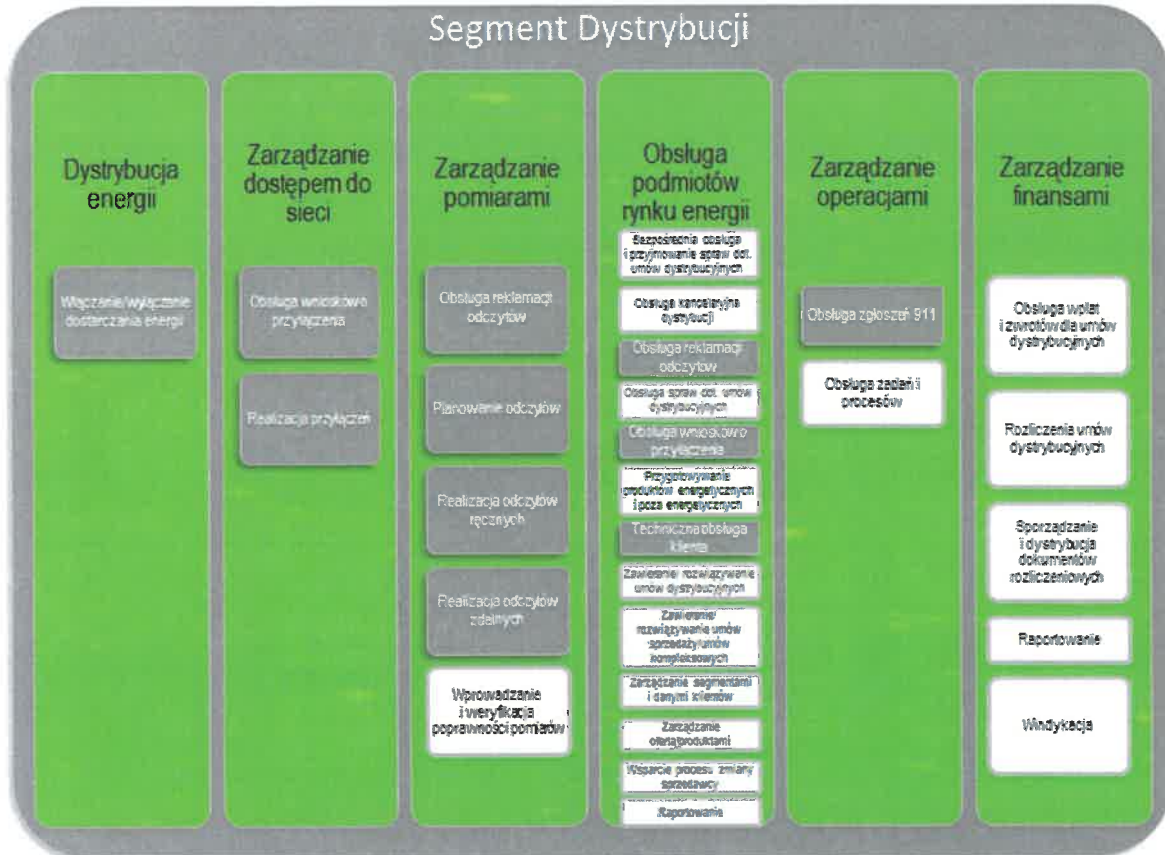 Segment Dystrybucji
Dystrybucja
energii
Włączanie/wyłączanie
dostarczania energii
Zarządzanie
dostępem do
sieci
Obsługa wniosków o
przyłączenia
Realizacja przyłączeń
Zarządzanie
pomiarami
Obsługa reklamacji
odczytów
Planowanie odczytów
Realizacja odczytów
ręcznych
Realizacja odczytów
zdalnych
Wprowadzanie
i weryfikacja
poprawności pomiarów
Obsługa
podmiotów
rynku energii
Bezpośrednia obsługa
i przyjmowanie spraw dot.
umów dystrybucyjnych
Obsługa kancelaryjna
dystrybucji
Obsługa reklamacji
odczytów
Obsługa spraw dot. umów
dystrybucyjnych
Obsługa wniosków o
przyłączenia
Przygotowywanie
produktów energetycznych
i poza energetycznych
Techniczna obsługa
klienta
Zawieranie/ rozwiązywanie
umów dystrybucyjnych
Zawieranie/
rozwiązywanie umów
sprzedaży/umów
kompleksowych
Zarządzanie segmentami
i danymi klientów
Zarządzanie
ofertą/produktami
Wsparcie procesu zmiany
sprzedawcy
Raportowanie
Zarządzanie
operacjami
Obsługa zgłoszeń 911
Obsługa zadań i
procesów
Zarządzanie
finansami
Obsługa wpłat
i zwrotów dla umów
dystrybucyjnych
Rozliczenia umów
dystrybucyjnych
Sporządzanie
i dystrybucja
dokumentów
rozliczeniowych
Raportowanie
Windykacja